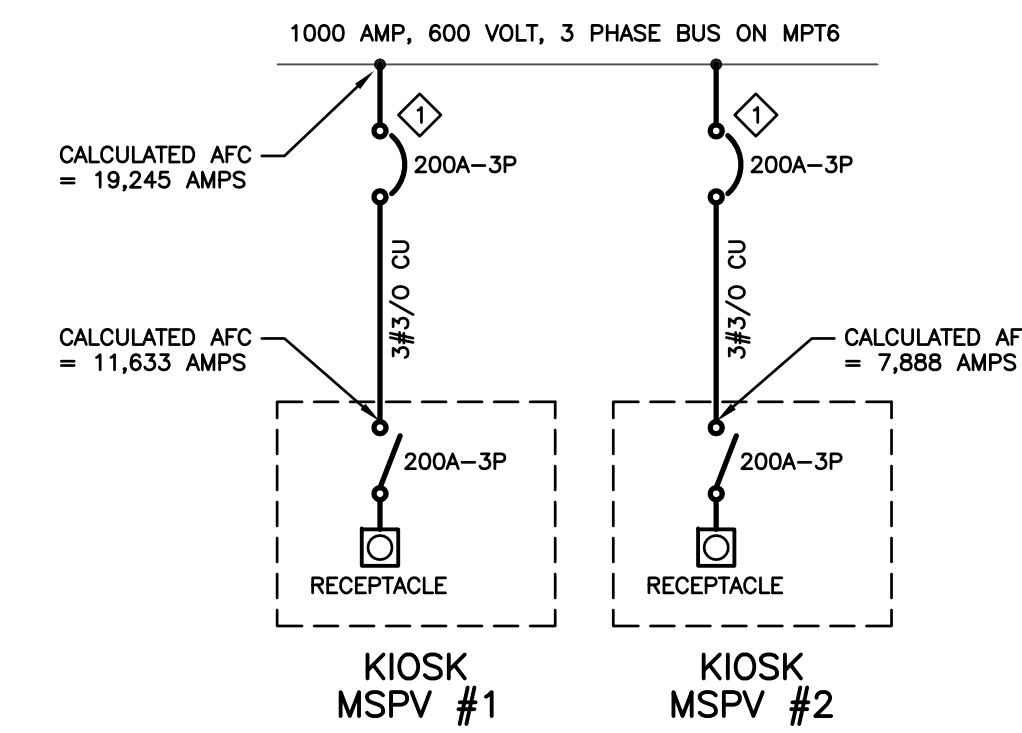 1000 AMP, 600 VOLT, 3 PHASE BUS ON MPT6
1
1
CALCULATED AFC
= 19,245 AMPS
200A-3P
200A-3P
3#3/0 CU
3#3/0 CU
CALCULATED AFC
= 11,633 AMPS
CALCULATED AF
= 7,888 AMPS
200A-3P
200A-3P
RECEPTACLE
RECEPTACLE
KIOSK
MSPV #1
KIOSK
MSPV #2